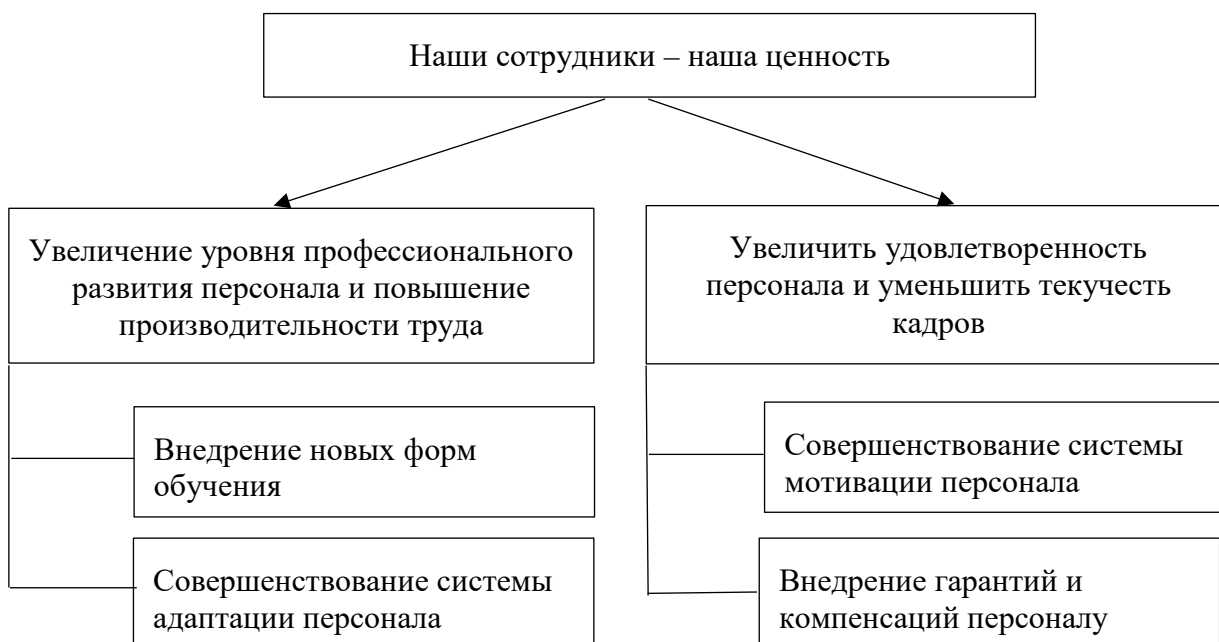 Наши сотрудники – наша ценность
Увеличение уровня профессионального
развития персонала и повышение
производительности труда
Увеличить удовлетворенность
персонала и уменьшить текучесть
кадров
Внедрение новых форм
обучения
Совершенствование системы
адаптации персонала
Совершенствование системы
мотивации персонала
Внедрение гарантий и
компенсаций персоналу